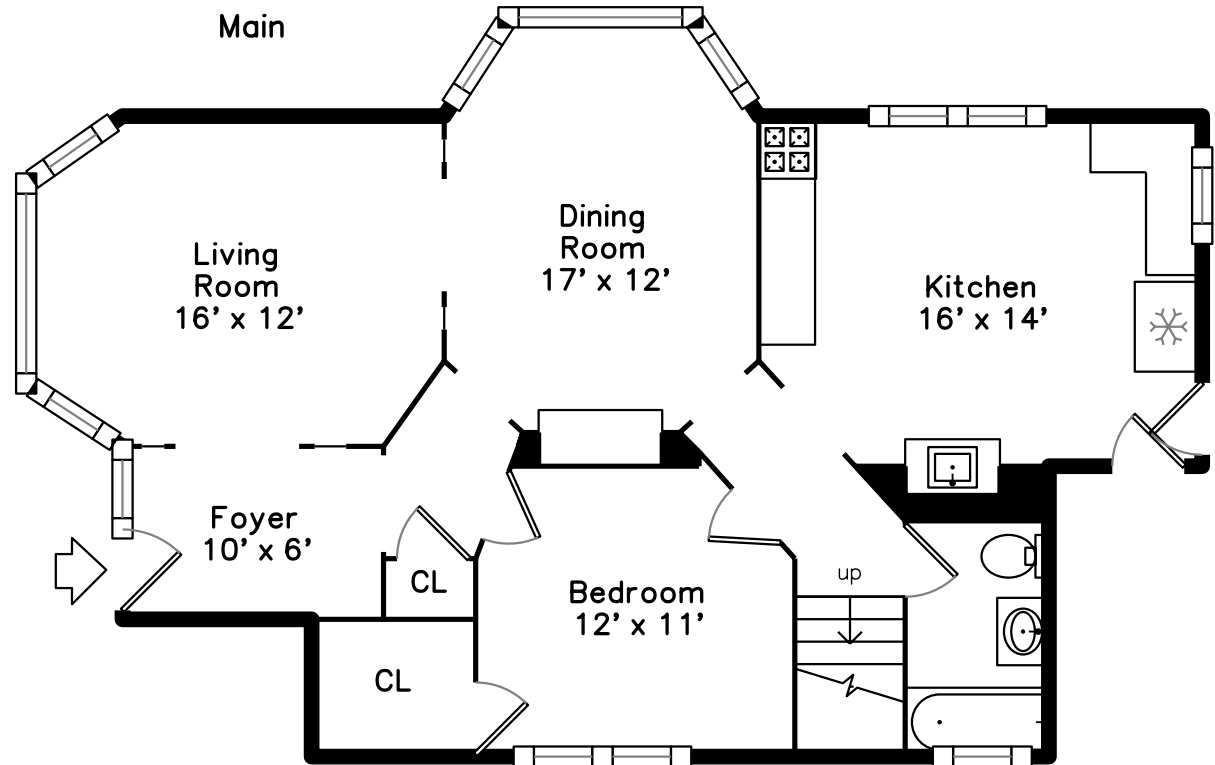 Main
Living
Room
16' x 12'
Dining
Room
17' x 12'
Kitchen
16' x 14'
Foyer
10' x 6'
CL
Bedroom
12' x 11'
up
CL